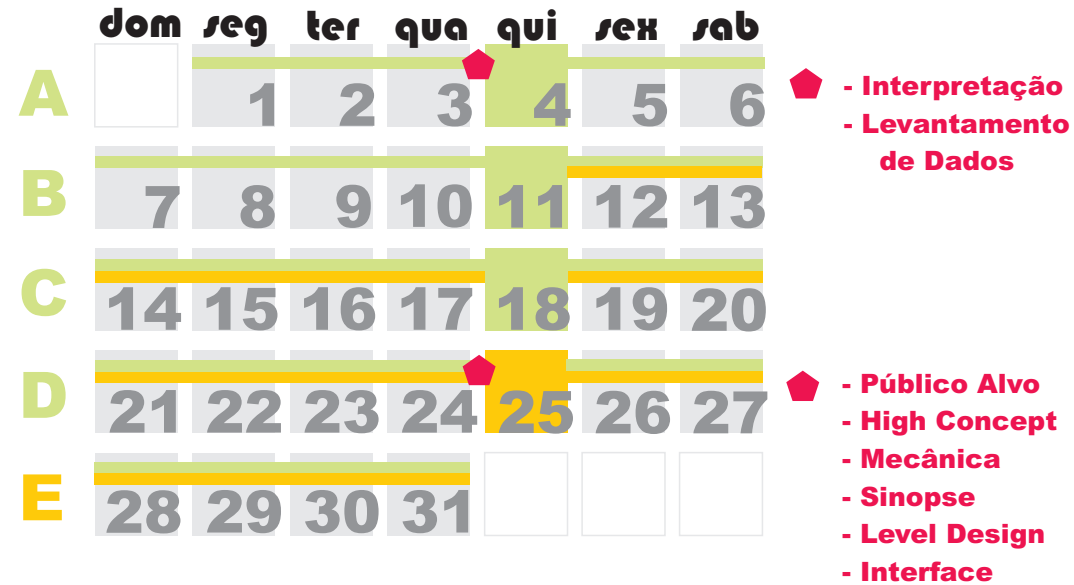 dom seg ter qua qui sex sab
A 1 2 3 4 5 6
- Interpretação
- Levantamento
de Dados
B 7 8 9 10 11 12 13
C 14 15 16 17 18 19 20
D 21 22 23 24 25 26 27
- Público Alvo
- High Concept
- Mecânica
- Sinopse
- Level Design
- Interface
E 28 29 30 31